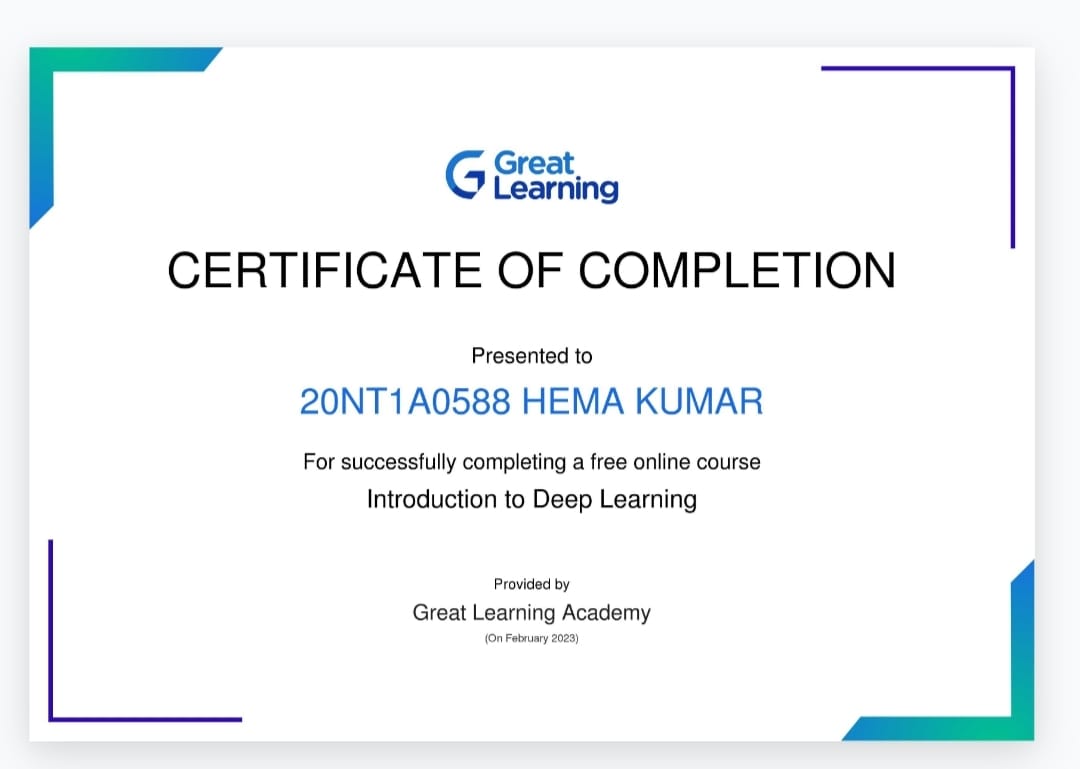 Great
Learning
CERTIFICATE OF COMPLETION
Presented to
20NT1A0588 HEMA KUMAR
For successfully completing a free online course
Introduction to Deep Learning
Provided by
Great Learning Academy
(On February 2023)